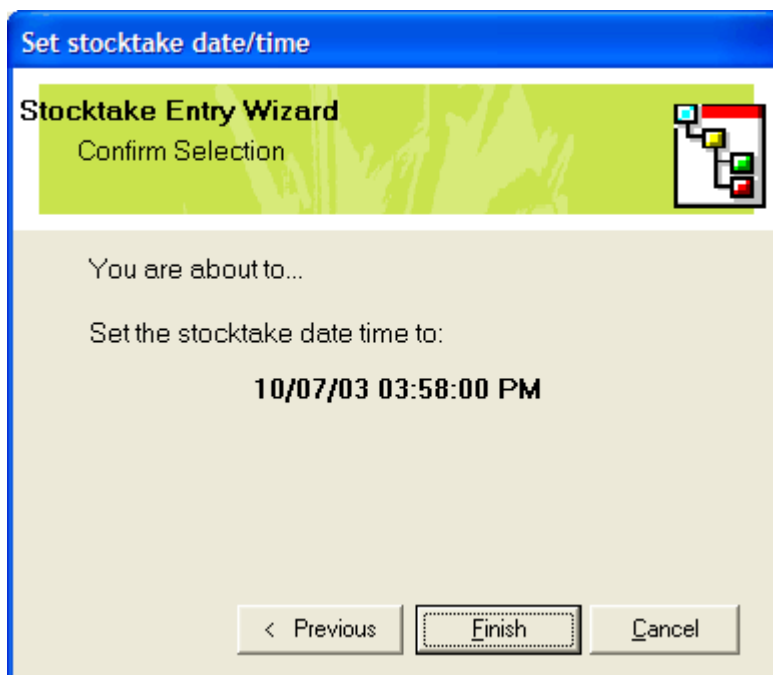 Set stocktake date/time
Stocktake Entry Wizard
Confirm Selection
You are about to...
Set the stocktake date time to:
10/07/03 03:58:00 PM
< Previous
Finish
Cancel